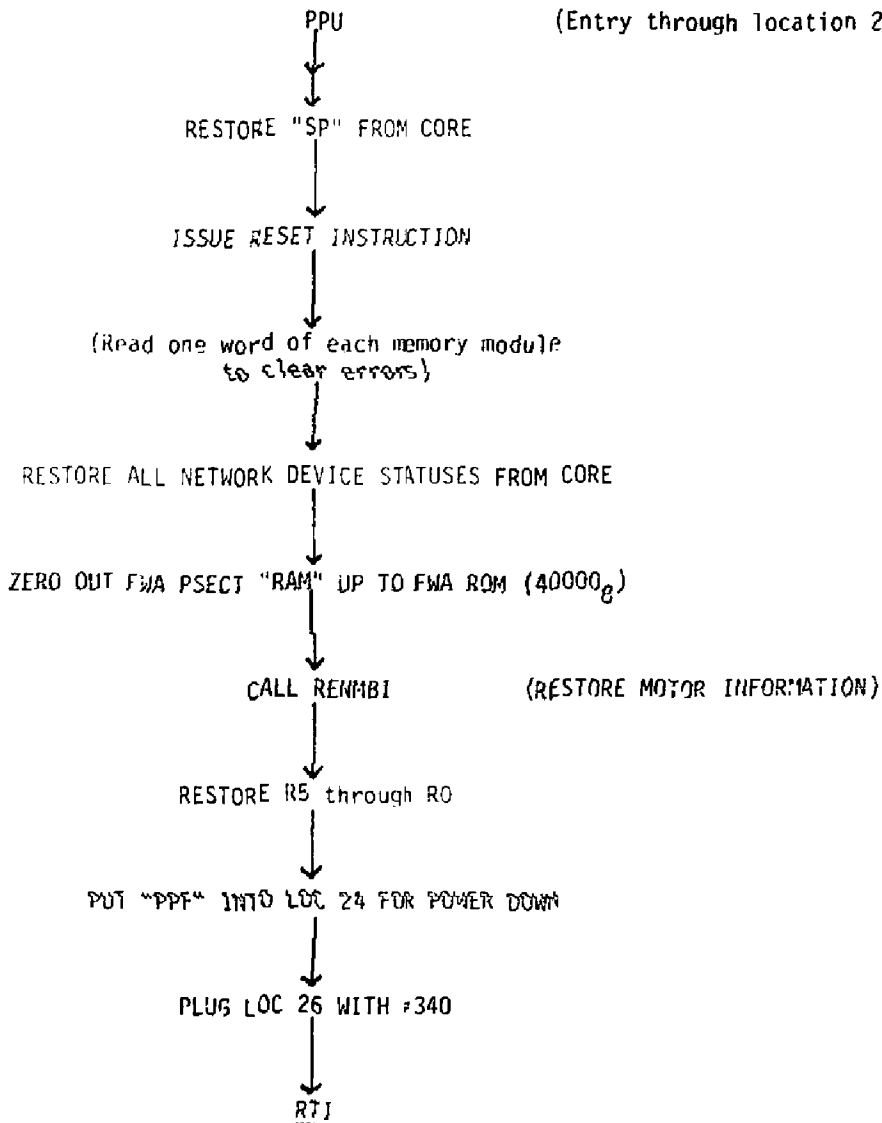 PPU (Entry through location 2
RESTORE "SP" FROM CORE
ISSUE RESET INSTRUCTION
(Read one word of each memory module
to clear errors)
RESTORE ALL NETWORK DEVICE STATUSES FROM CORE
ZERO OUT FWA PSECT "RAM" UP TO FWA ROM (40000₈)
CALL RENMBI (RESTORE MOTOR INFORMATION)
RESTORE R5 through R0
PUT "PPF" INTO LOC 24 FOR POWER DOWN
PLUG LOC 26 WITH #340
RTI